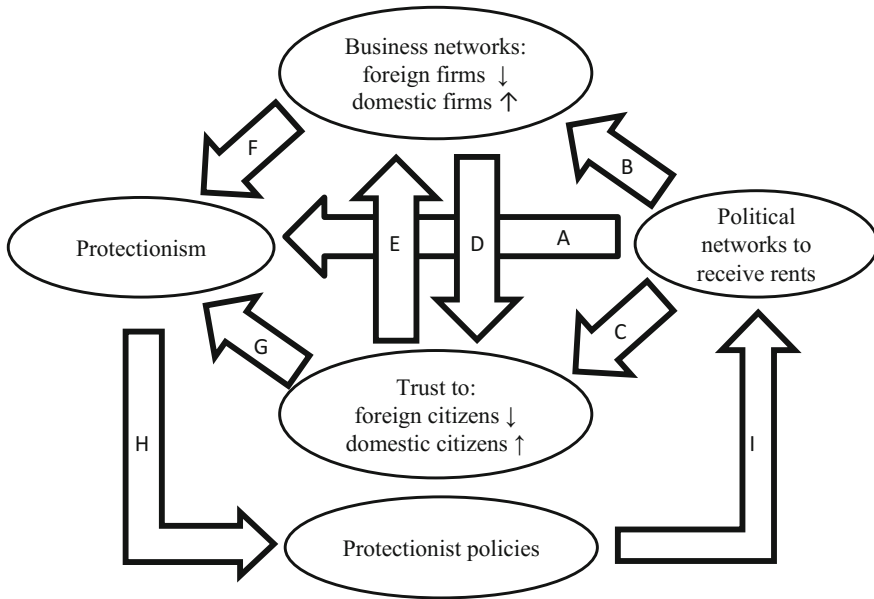 Business networks:
foreign firms ↓
domestic firms ↑
F
B
Protectionism
E
D
A
Political
networks to
receive rents
G
C
Trust to:
foreign citizens ↓
domestic citizens ↑
H
I
Protectionist policies